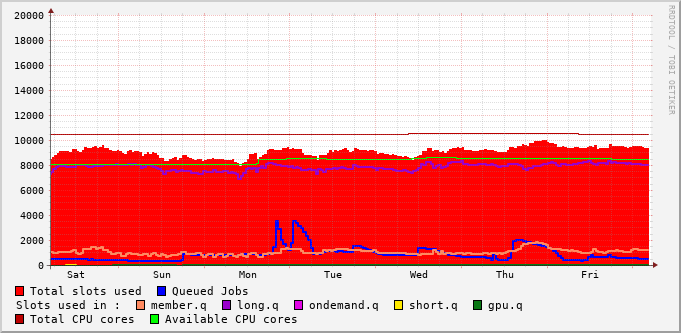 RRDTOOL / TOBI OETIKER
20000
18000
16000
14000
12000
10000
8000
6000
4000
2000
0
Sat Sun Mon Tue Wed Thu Fri
Total slots used Queued Jobs
Slots used in : member.q long.q ondemand.q short.q gpu.q
Total CPU cores Available CPU cores